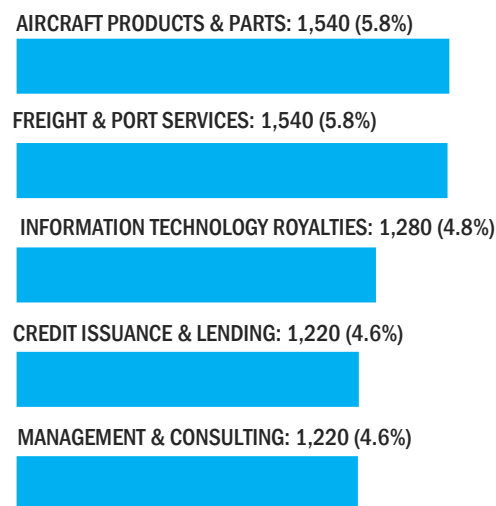 AIRCRAFT PRODUCTS & PARTS: 1,540 (5.8%)
FREIGHT & PORT SERVICES: 1,540 (5.8%)
INFORMATION TECHNOLOGY ROYALTIES: 1,280 (4.8%)
CREDIT ISSUANCE & LENDING: 1,220 (4.6%)
MANAGEMENT & CONSULTING: 1,220 (4.6%)